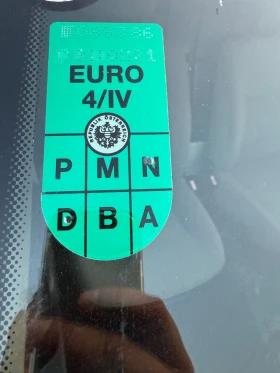 EURO
4/IV
REPUBLIK ÖSTERREICH
P M N
D B A